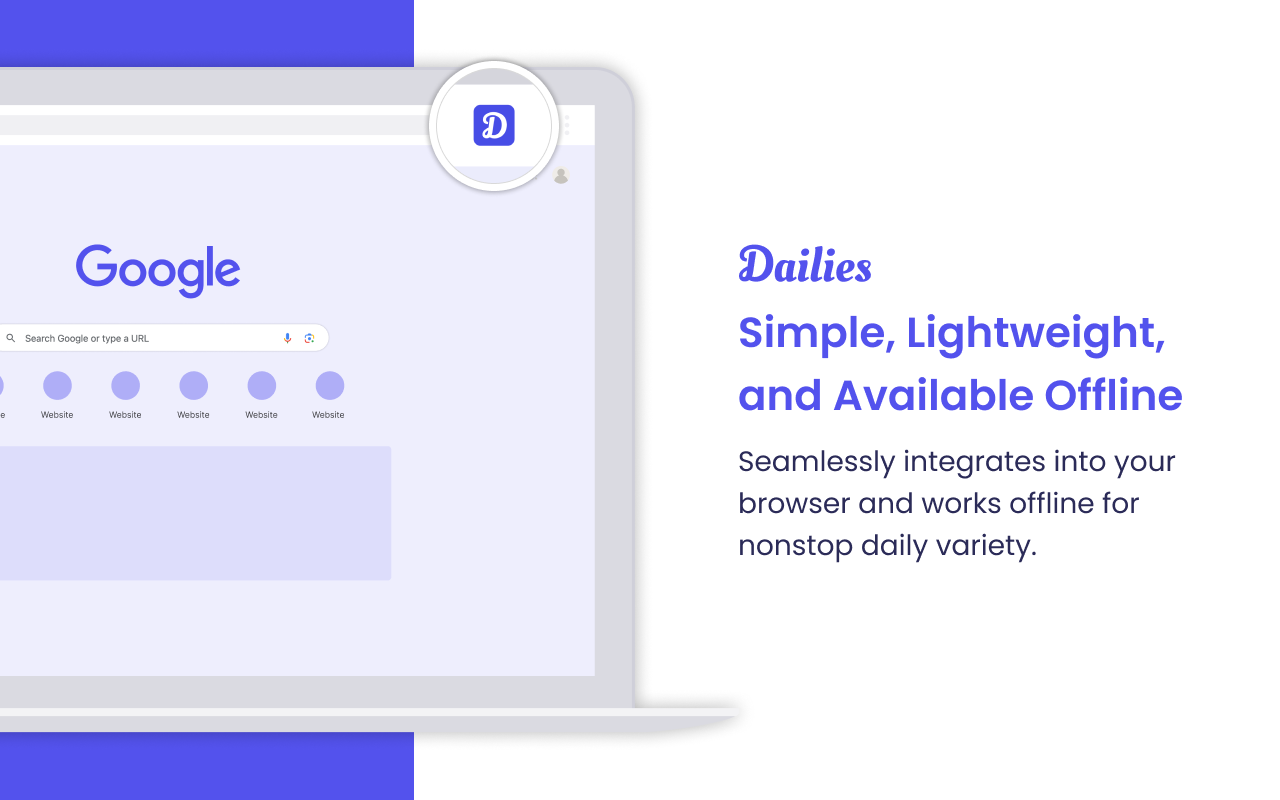 D
Google
Search Google or type a URL
e Website Website Website Website Website
Dailies
Simple, Lightweight,
and Available Offline
Seamlessly integrates into your
browser and works offline for
nonstop daily variety.